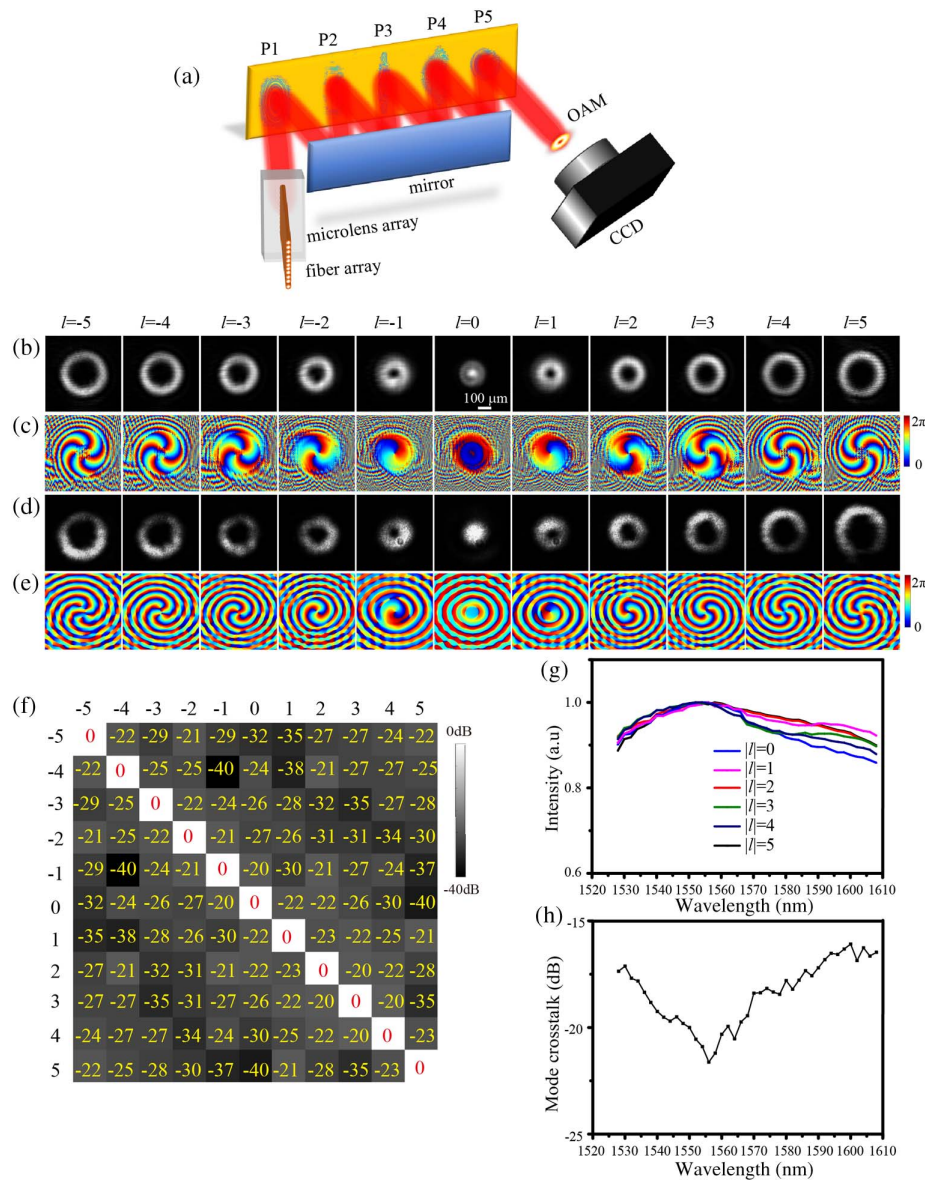 (a)
P1 P2 P3 P4 P5
OAM
mirror
CCD
microlens array
fiber array
l=-5 l=-4 l=-3 l=-2 l=-1 l=0 l=1 l=2 l=3 l=4 l=5
(b)
100 μm
(c)
2π
0
(d)
(e)
2π
0
(f)
-5 -4 -3 -2 -1 0 1 2 3 4 5
-5 0 -22 -29 -21 -29 -32 -35 -27 -27 -24 -22
-4 -22 0 -25 -25 -40 -24 -38 -21 -27 -27 -25
-3 -29 -25 0 -22 -24 -26 -28 -32 -35 -27 -28
-2 -21 -25 -22 0 -21 -27 -26 -31 -31 -34 -30
-1 -29 -40 -24 -21 0 -20 -30 -21 -27 -24 -37
0 -32 -24 -26 -27 -20 0 -22 -22 -26 -30 -40
1 -35 -38 -28 -26 -30 -22 0 -23 -22 -25 -21
2 -27 -21 -32 -31 -21 -22 -23 0 -20 -22 -28
3 -27 -27 -35 -31 -27 -26 -22 -20 0 -20 -35
4 -24 -27 -27 -34 -24 -30 -25 -22 -20 0 -23
5 -22 -25 -28 -30 -37 -40 -21 -28 -35 -23 0
0dB
-40dB
(g)
Intensity (a.u)
1.0
0.8
0.6
|l|=0
|l|=1
|l|=2
|l|=3
|l|=4
|l|=5
1520 1530 1540 1550 1560 1570 1580 1590 1600 1610
Wavelength (nm)
(h)
Mode crosstalk (dB)
-15
-20
-25
1520 1530 1540 1550 1560 1570 1580 1590 1600 1610
Wavelength (nm)